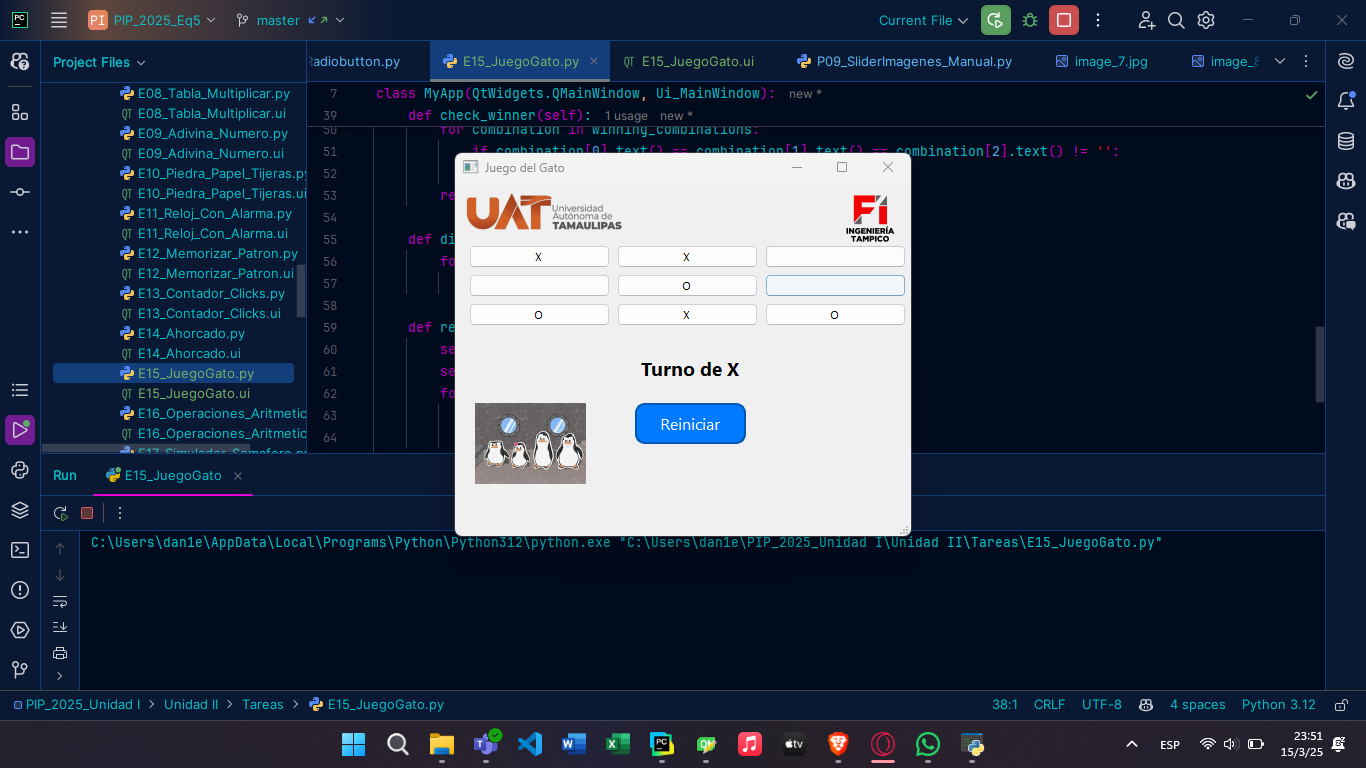 PC
PI PIP_2025_Eq5
master
Current File
Project Files
Radiobutton.py
E15_JuegoGato.py
E15_JuegoGato.ui
P09_SliderImagenes_Manual.py
image_7.jpg
E08_Tabla_Multiplicar.py
E08_Tabla_Multiplicar.ui
E09_Adivina_Numero.py
E09_Adivina_Numero.ui
E10_Piedra_Papel_Tijeras.py
E10_Piedra_Papel_Tijeras.ui
E11_Reloj_Con_Alarma.py
E11_Reloj_Con_Alarma.ui
E12_Memorizar_Patron.py
E12_Memorizar_Patron.ui
E13_Contador_Clicks.py
E13_Contador_Clicks.ui
E14_Ahorcado.py
E14_Ahorcado.ui
E15_JuegoGato.py
E15_JuegoGato.ui
E16_Operaciones_Aritmetic
E16_Operaciones_Aritmetic
E17_Simulador_Semaforo.py
7 class MyApp(QtWidgets.QMainWindow, Ui_MainWindow): new *
39 def check_winner(self): 1 usage new *
50 for combination in winning_combinations:
51 if combination[0].text() == combination[1].text() == combination[2].text() != '':
52
53 re
54
55 def di
56 fo
57
58
59 def re
60 se
61 se
62 fo
63
64
Juego del Gato
UAT Universidad
Autónoma de
TAMAULIPAS
FI
INGENIERÍA
TAMPICO
X X
O
O X O
Turno de X
Reiniciar
Run E15_JuegoGato
C:\Users\dan1e\AppData\Local\Programs\Python\Python312\python.exe "C:\Users\dan1e\PIP_2025_Unidad I\Unidad II\Tareas\E15_JuegoGato.py"
PIP_2025_Unidad I > Unidad II > Tareas > E15_JuegoGato.py
38:1 CRLF UTF-8 4 spaces Python 3.12
ESP
23:51
15/3/25